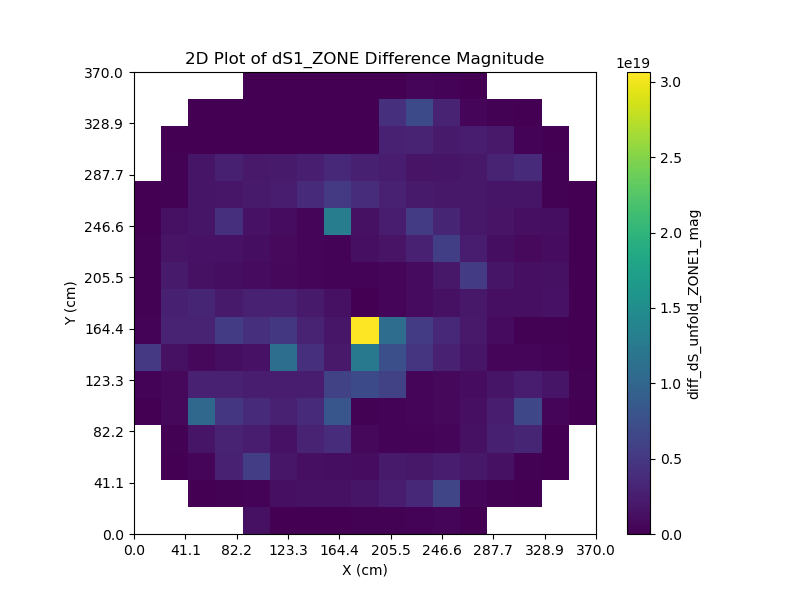 2D Plot of dS1_ZONE Difference Magnitude
1e19
370.0
328.9
287.7
246.6
205.5
164.4
123.3
82.2
41.1
0.0
Y (cm)
0.0 41.1 82.2 123.3 164.4 205.5 246.6 287.7 328.9 370.0
X (cm)
3.0
2.5
2.0
1.5
1.0
0.5
0.0
diff_dS_unfold_ZONE1_mag